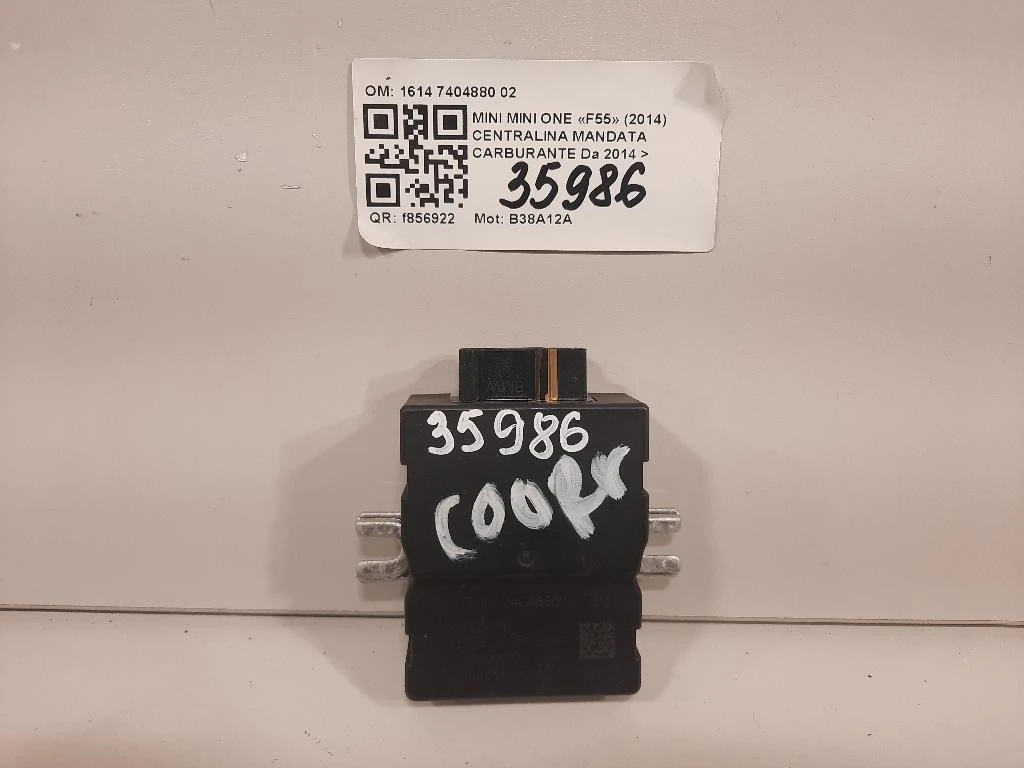 OM: 1614 7404880 02
MINI MINI ONE «F55» (2014)
CENTRALINA MANDATA
CARBURANTE Da 2014 >
35986
QR: f856922 Mot: B38A12A
BMW
35986